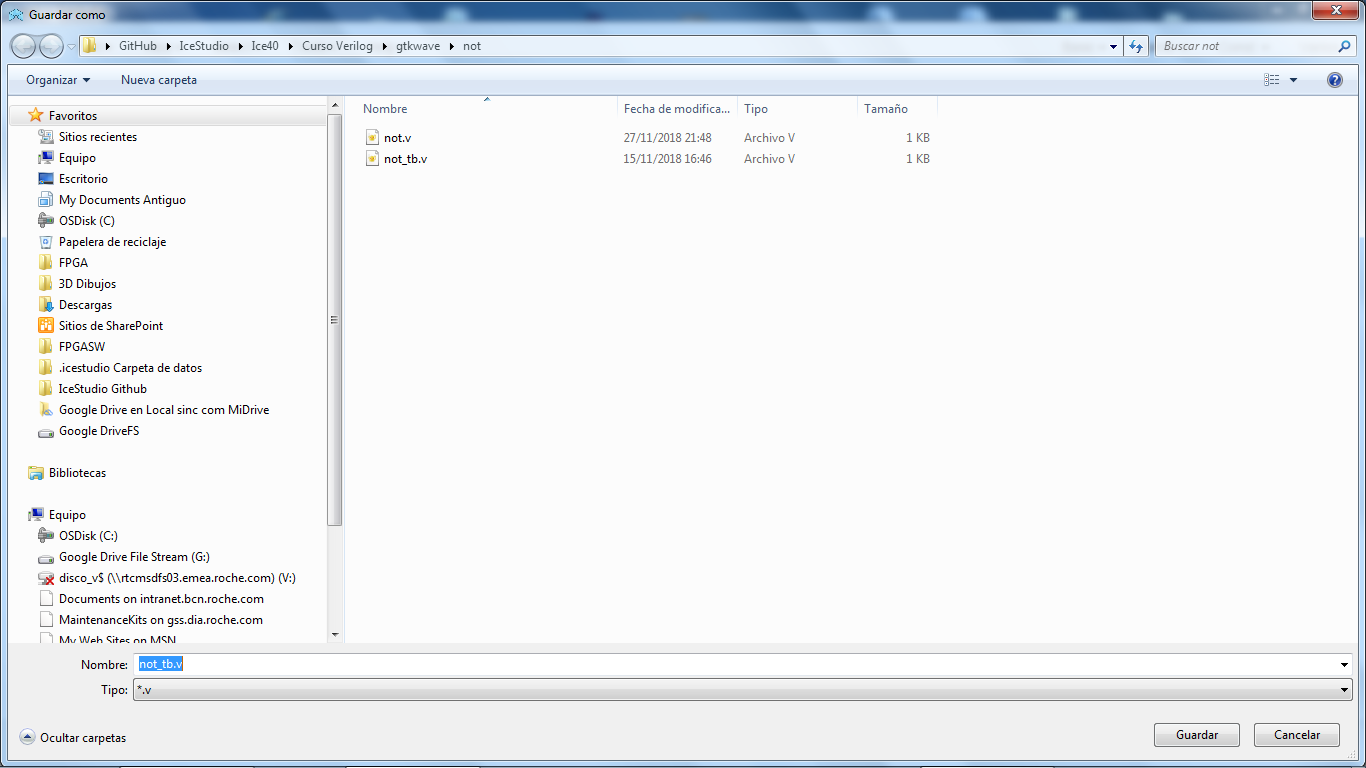 Guardar como
GitHub IceStudio Ice40 Curso Verilog gtkwave not
Buscar not
Organizar Nueva carpeta
Nombre Fecha de modifica... Tipo Tamaño
not.v 27/11/2018 21:48 Archivo V 1 KB
not_tb.v 15/11/2018 16:46 Archivo V 1 KB
Favoritos
Sitios recientes
Equipo
Escritorio
My Documents Antiguo
OSDisk (C)
Papelera de reciclaje
FPGA
3D Dibujos
Descargas
Sitios de SharePoint
FPGASW
.icestudio Carpeta de datos
IceStudio Github
Google Drive en Local sinc com MiDrive
Google DriveFS
Bibliotecas
Equipo
OSDisk (C:)
Google Drive File Stream (G:)
disco_v$ (\\rtcmsdfs03.emea.roche.com) (V:)
Documents on intranet.bcn.roche.com
MaintenanceKits on gss.dia.roche.com
My Web Sites on MSN
Nombre: not_tb.v
Tipo: *.v
Ocultar carpetas
Guardar Cancelar